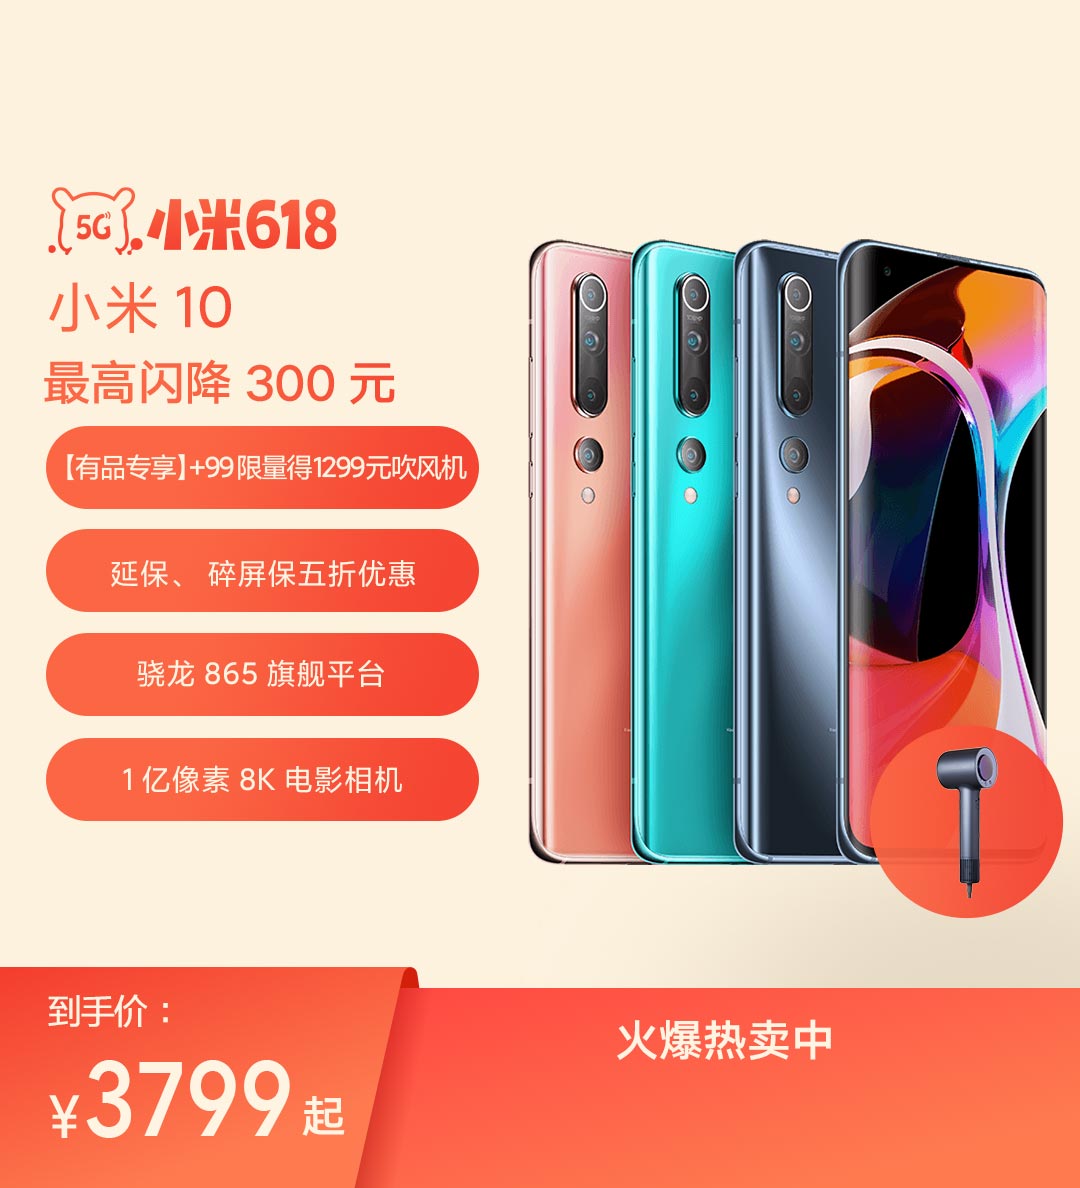 5G 小米618
小米 10
最高闪降 300 元
【有品专享】+99限量得1299元吹风机
延保、 碎屏保五折优惠
骁龙 865 旗舰平台
1 亿像素 8K 电影相机
到手价：
¥3799起
火爆热卖中